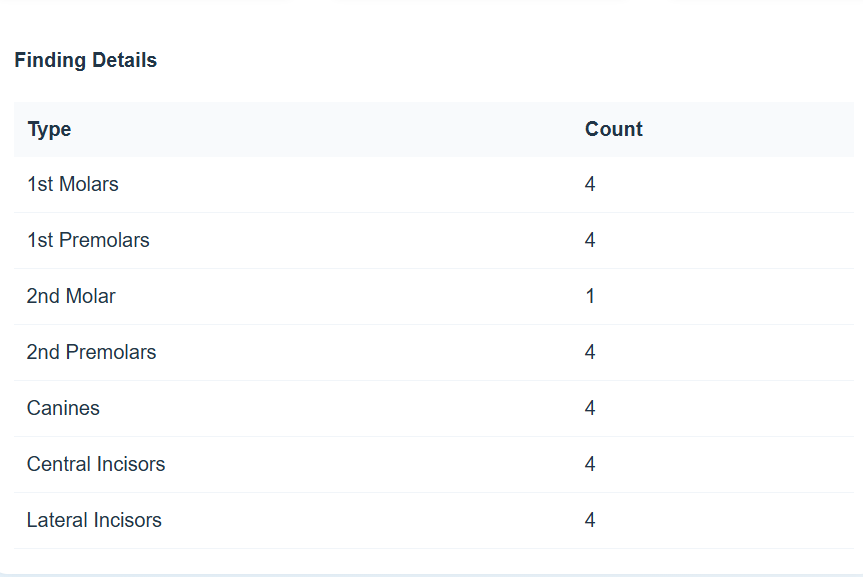 Finding Details
Type Count
1st Molars 4
1st Premolars 4
2nd Molar 1
2nd Premolars 4
Canines 4
Central Incisors 4
Lateral Incisors 4